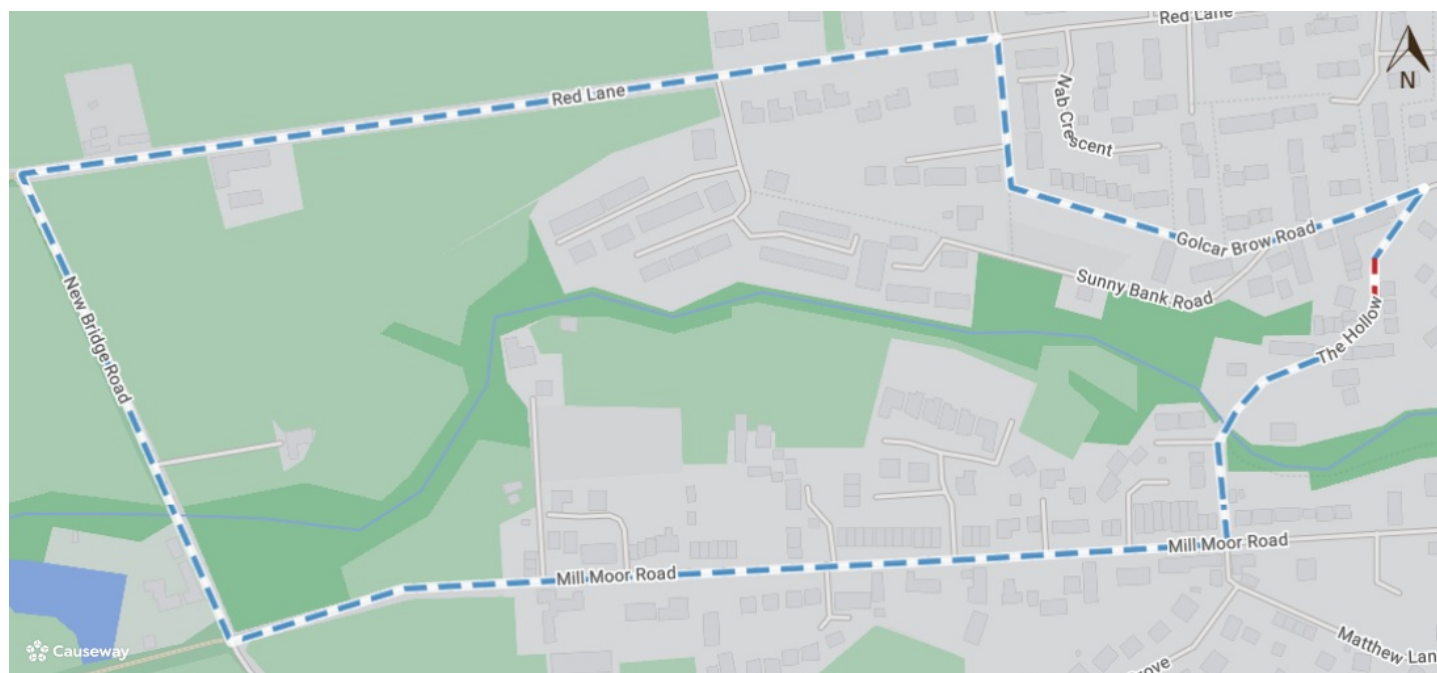 Red Lane
N
Red Lane
Nab Crescent
Golcar Brow Road
Sunny Bank Road
New Bridge Road
The Hollow
Mill Moor Road
Mill Moor Road
Causeway
Matthew Lan
rove